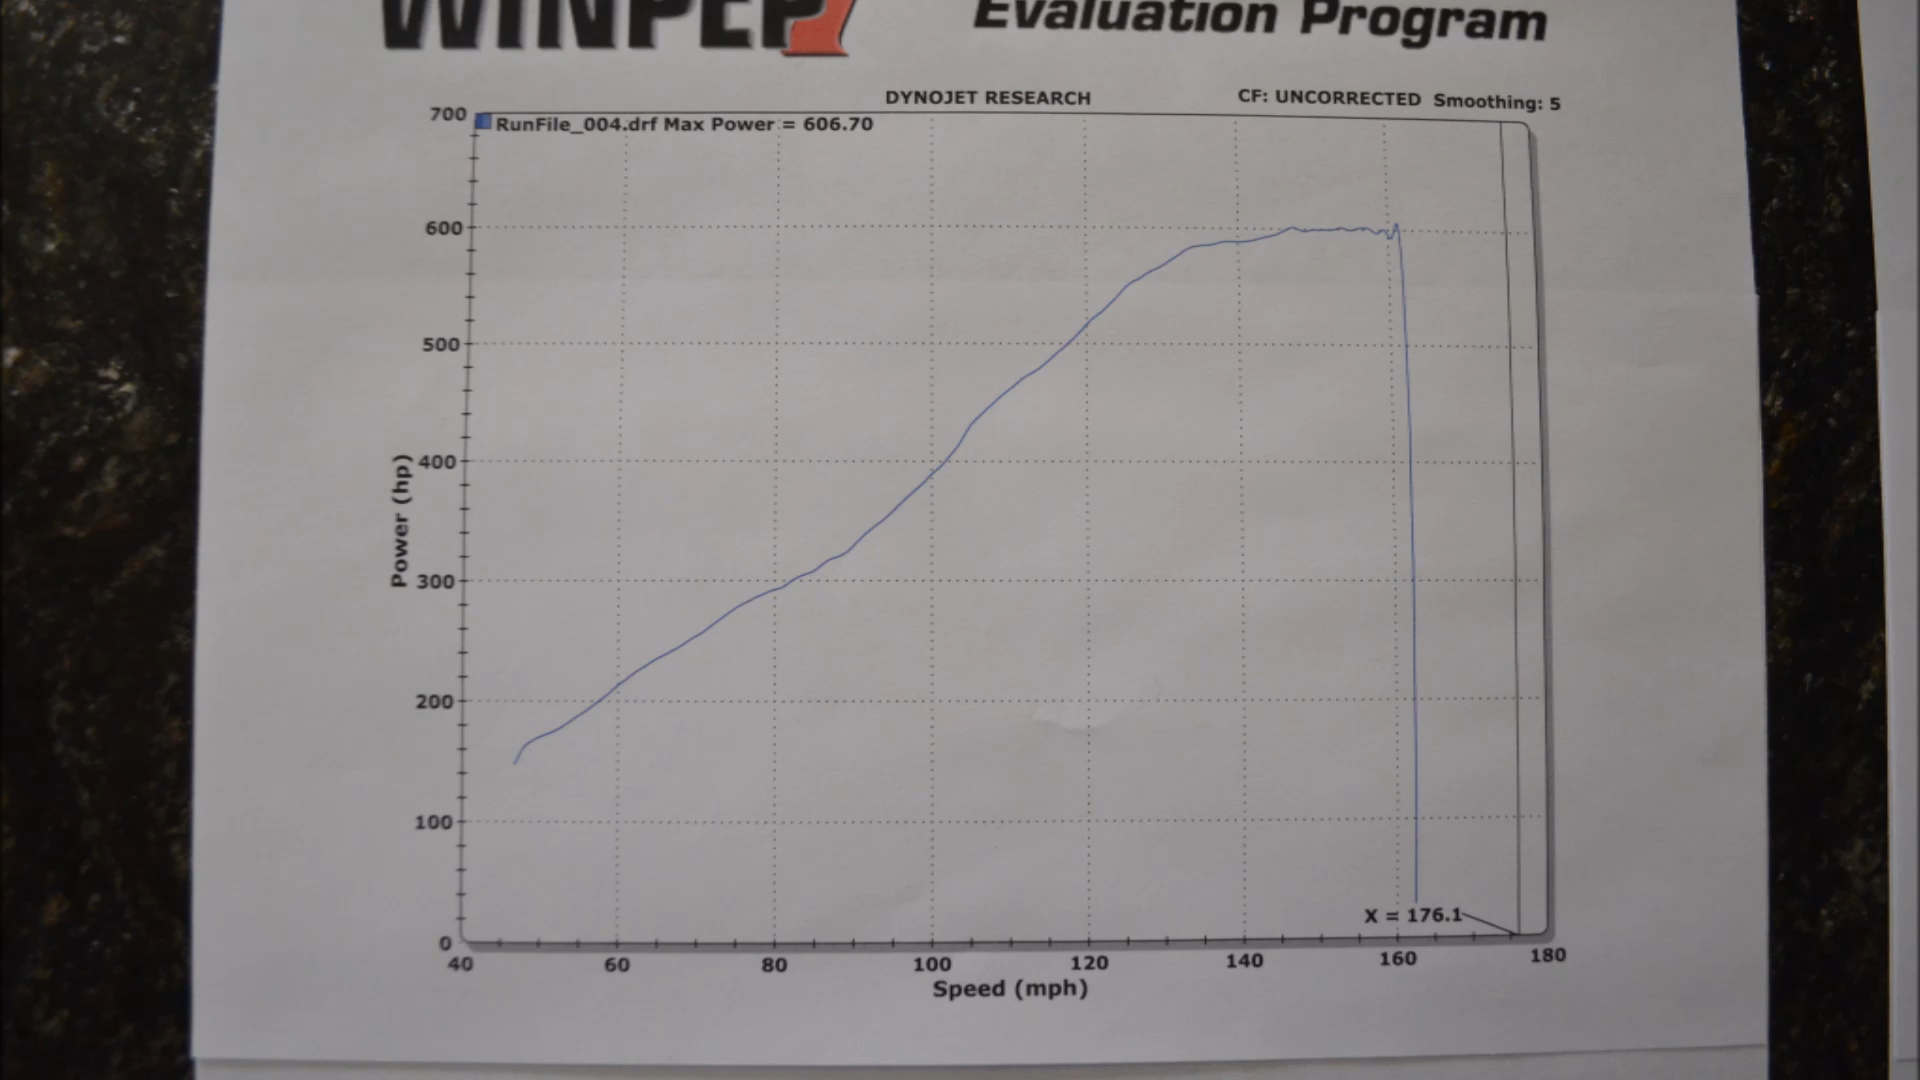 WINPEP7
Evaluation Program
DYNOJET RESEARCH
CF: UNCORRECTED Smoothing: 5
RunFile_004.drf Max Power = 606.70
700
600
500
400
300
200
100
0
Power (hp)
X = 176.1
40 60 80 100 120 140 160 180
Speed (mph)